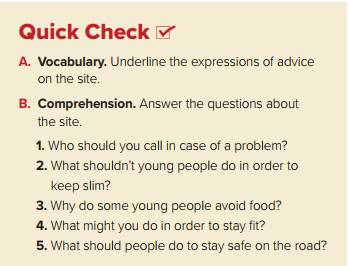 Quick Check
A. Vocabulary. Underline the expressions of advice
on the site.
B. Comprehension. Answer the questions about
the site.
1. Who should you call in case of a problem?
2. What shouldn't young people do in order to
keep slim?
3. Why do some young people avoid food?
4. What might you do in order to stay fit?
5. What should people do to stay safe on the road?